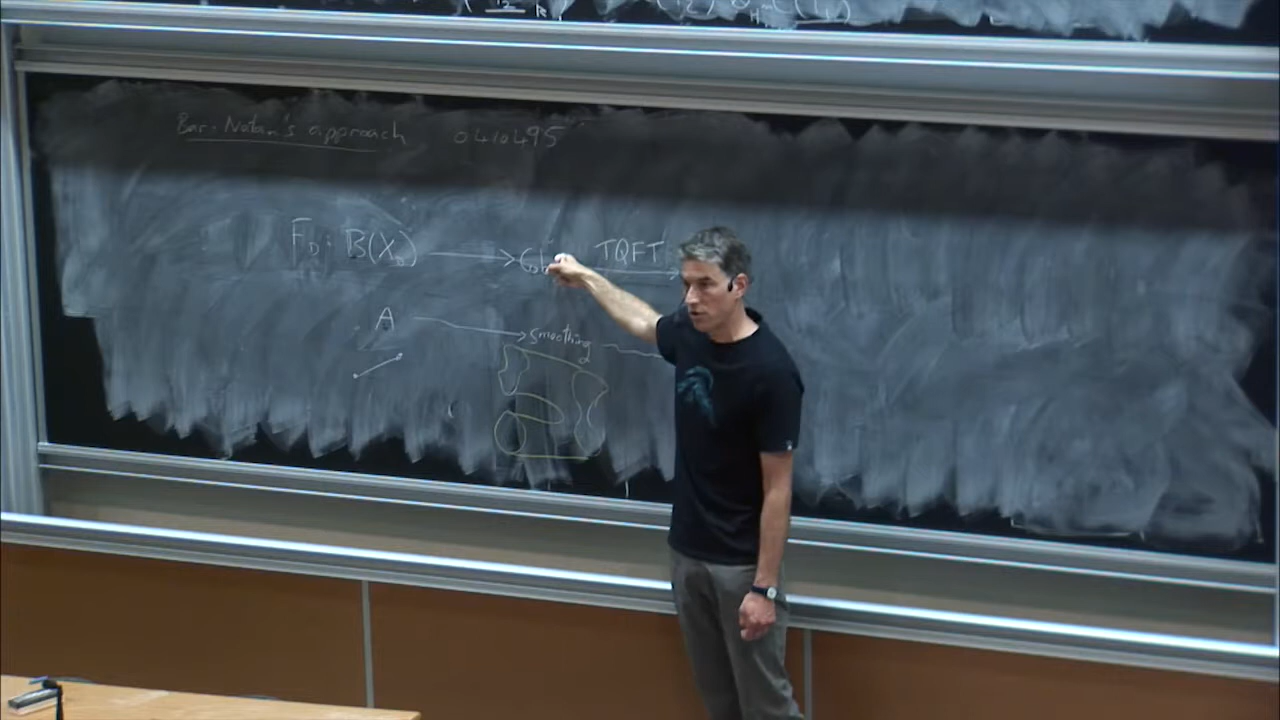 Bar-Natan's approach 0410495
F_D : B(X_D) → Cob TQFT →
A → smoothing